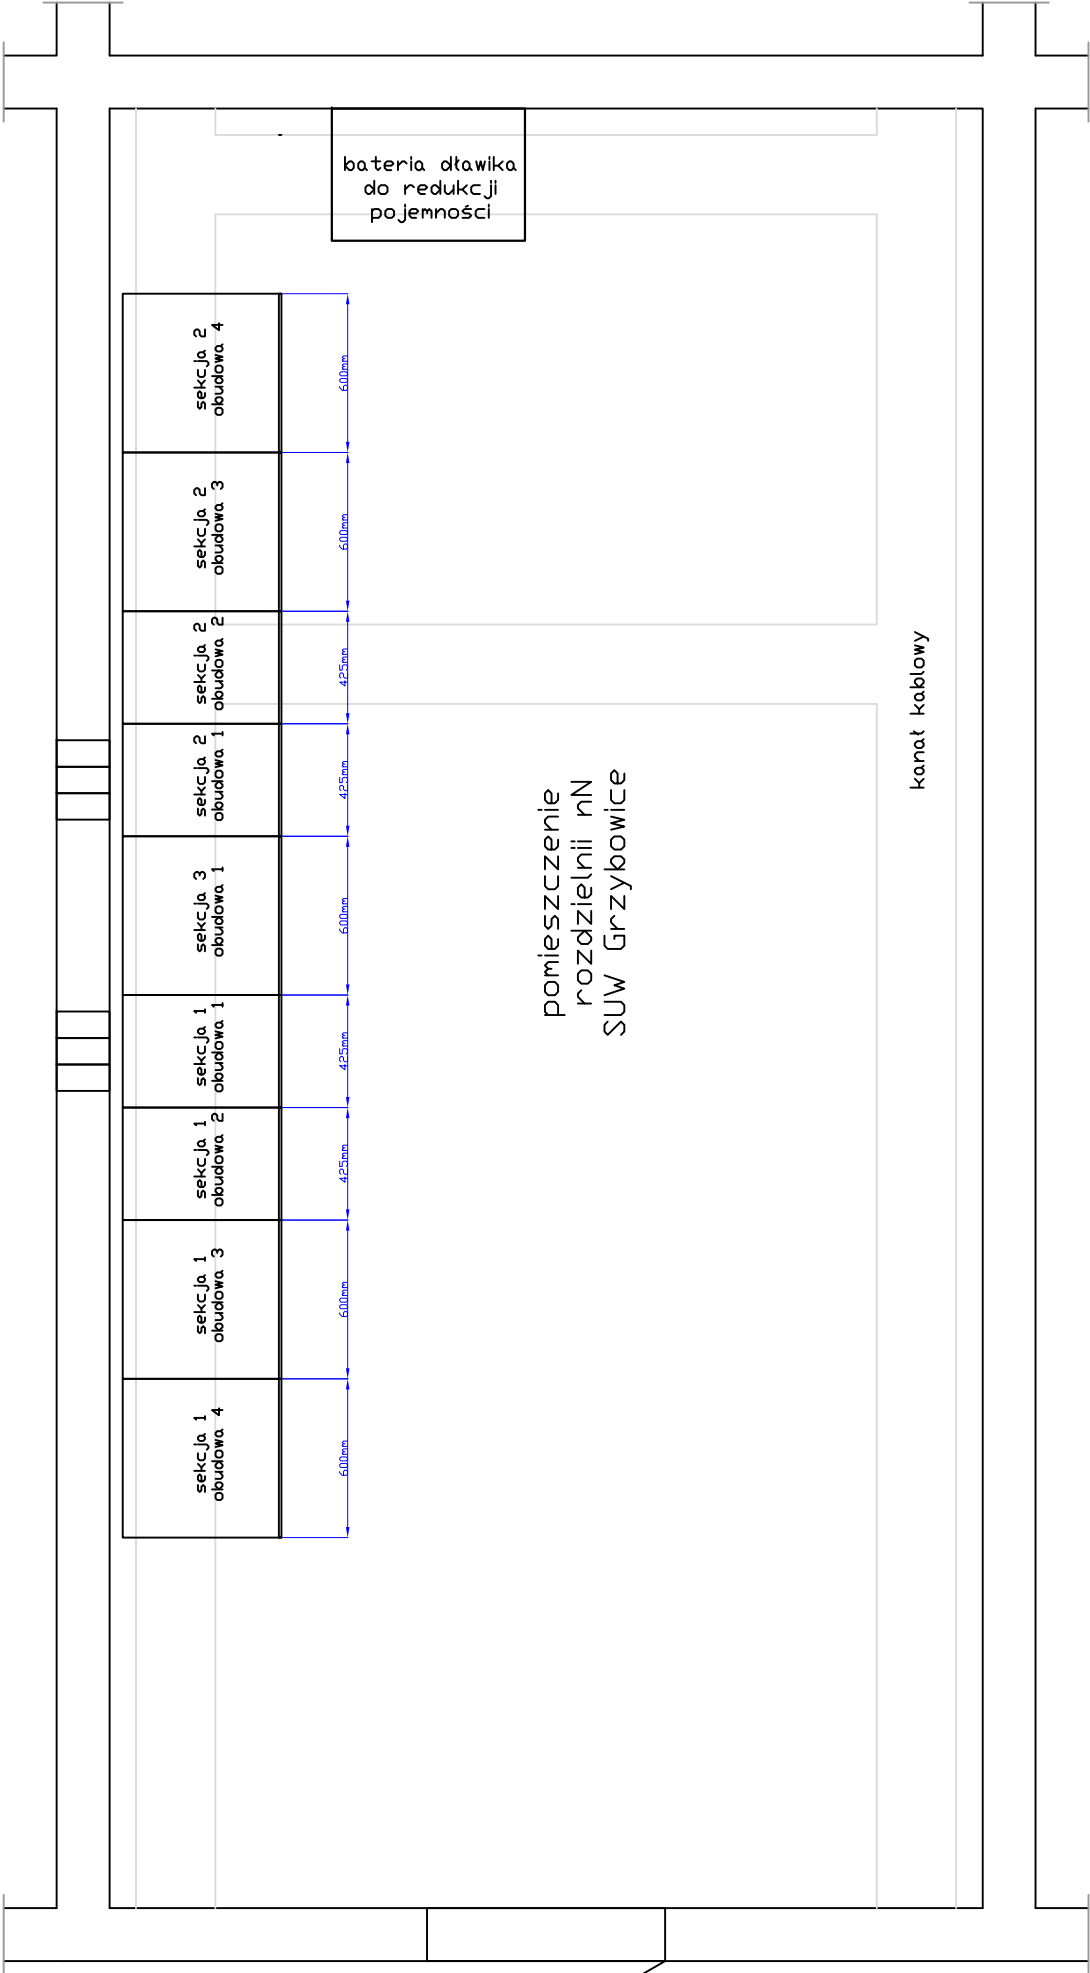 bateria dławika
do redukcji
pojemności
sekcja 2
obudowa 4
600mm
sekcja 2
obudowa 3
600mm
sekcja 2
obudowa 2
425mm
sekcja 2
obudowa 1
425mm
sekcja 3
obudowa 1
600mm
sekcja 1
obudowa 1
425mm
sekcja 1
obudowa 2
425mm
sekcja 1
obudowa 3
600mm
sekcja 1
obudowa 4
600mm
pomieszczenie
rozdzielnii nN
SUW Grzybowice
kanał kablowy